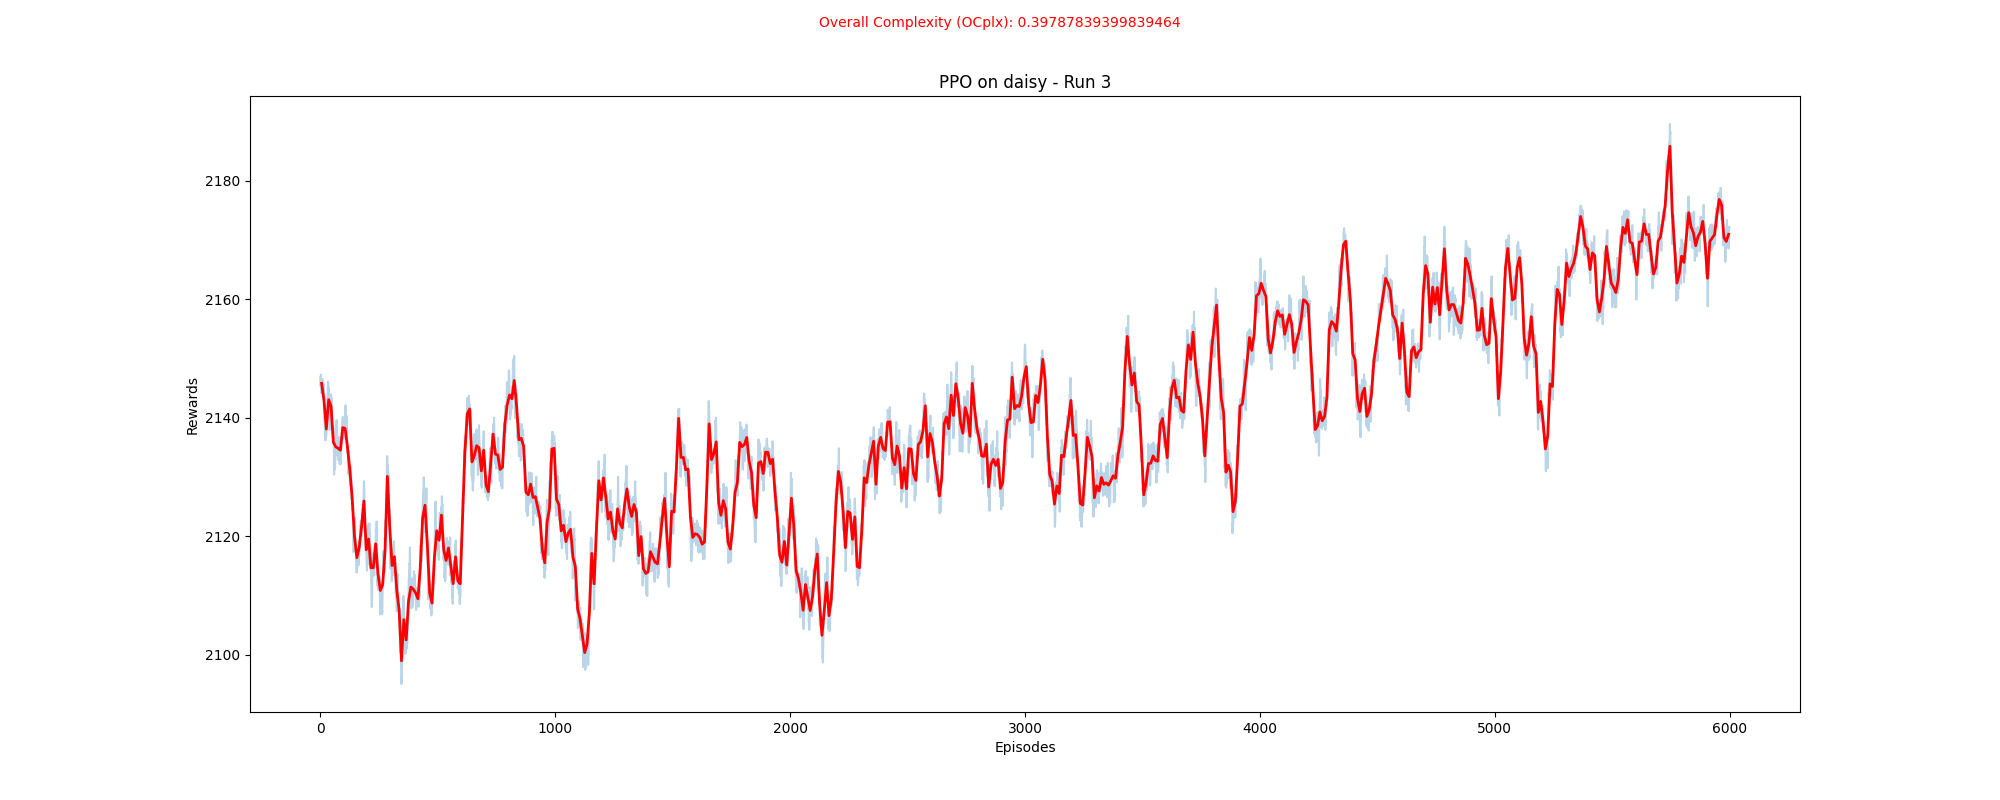 Overall Complexity (OCplx): 0.39787839399839464
PPO on daisy - Run 3
2180
2160
2140
2120
2100
Rewards
0 1000 2000 3000 4000 5000 6000
Episodes